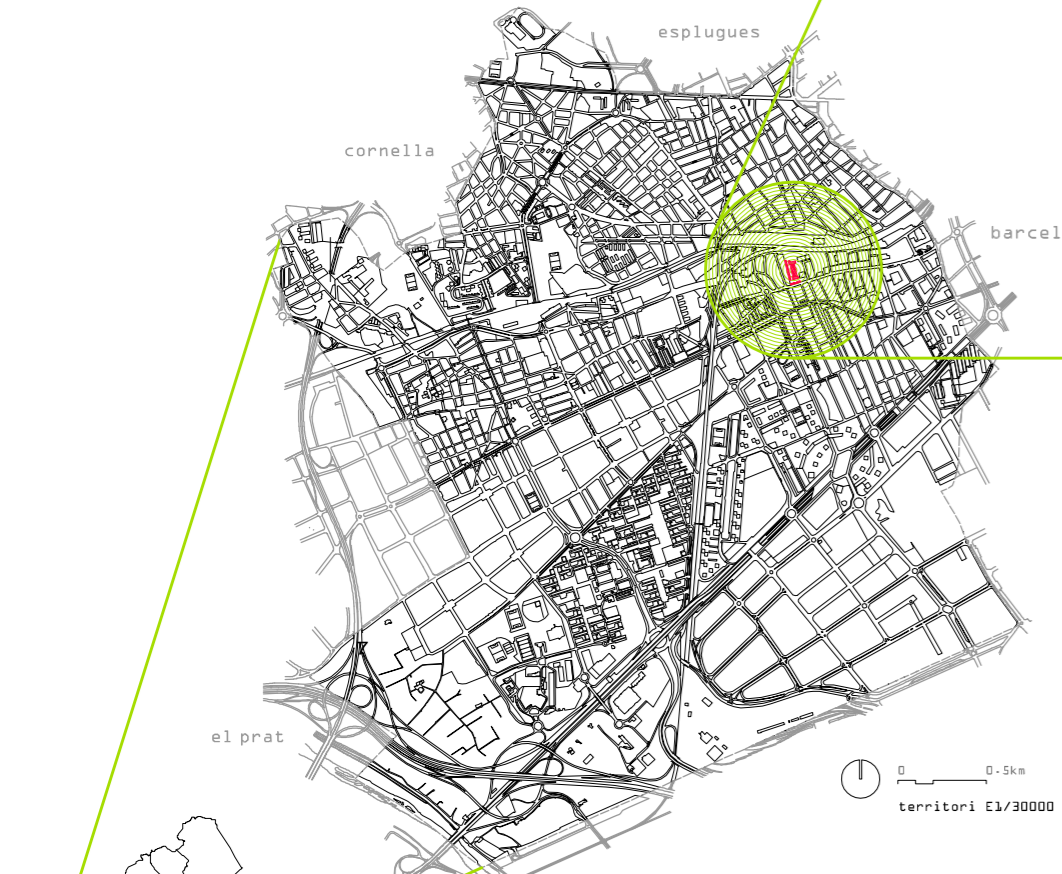 esplugues
cornella
barcel
el prat
0 0.5km
territori E1/30000